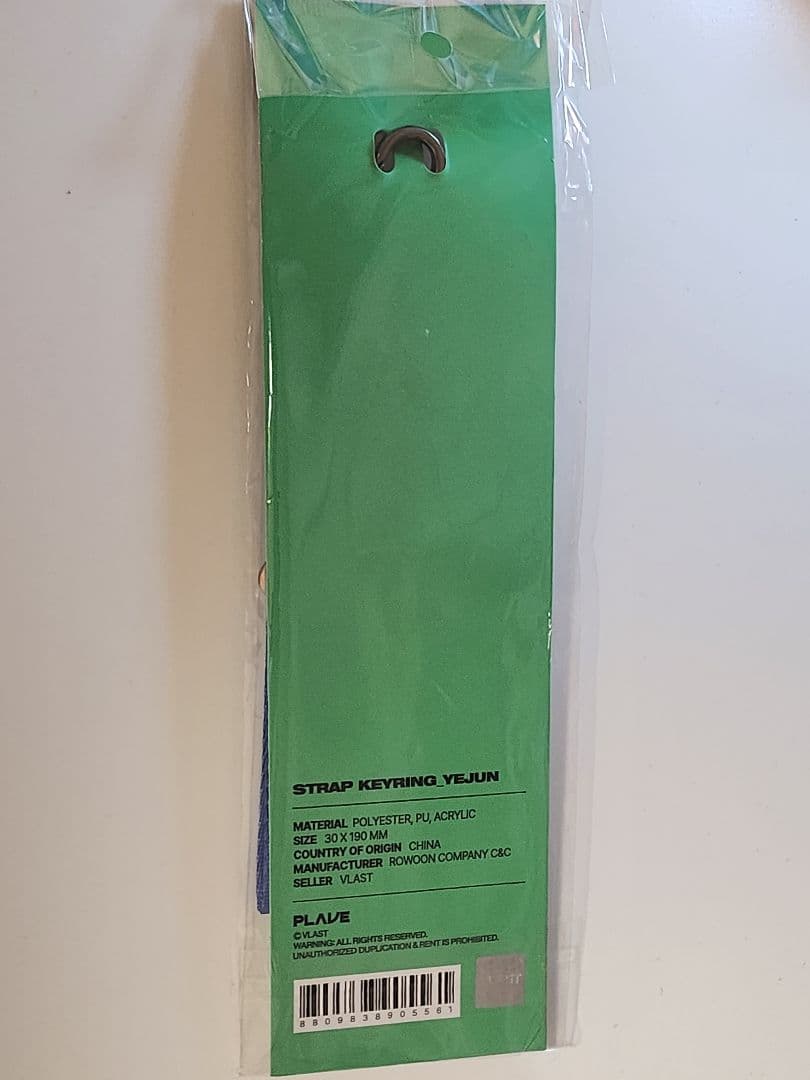 STRAP KEYRING_YEJUN
MATERIAL POLYESTER, PU, ACRYLIC
SIZE 30 X 190 MM
COUNTRY OF ORIGIN CHINA
MANUFACTURER ROWOON COMPANY C&C
SELLER VLAST
PLAVE
© VLAST
WARNING: ALL RIGHTS RESERVED.
UNAUTHORIZED DUPLICATION & RENT IS PROHIBITED.
8809838905561